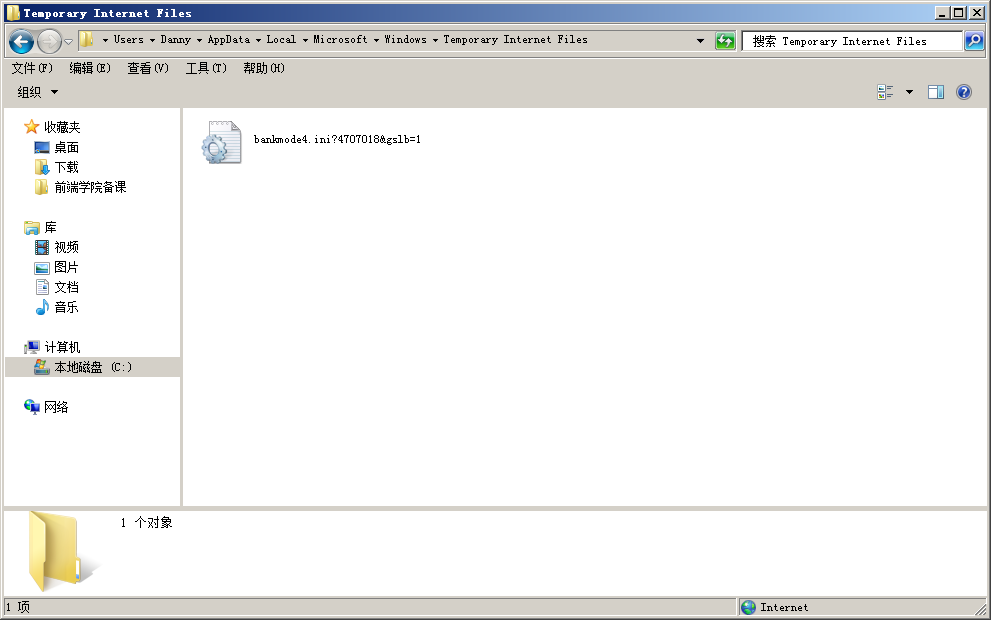 Temporary Internet Files
Users Danny AppData Local Microsoft Windows Temporary Internet Files
搜索 Temporary Internet Files
文件(F) 编辑(E) 查看(V) 工具(T) 帮助(H)
组织
收藏夹
桌面
下载
前端学院备课
库
视频
图片
文档
音乐
计算机
本地磁盘 (C:)
网络
bankmode4.ini?4707018&gslb=1
1 个对象
1 项
Internet